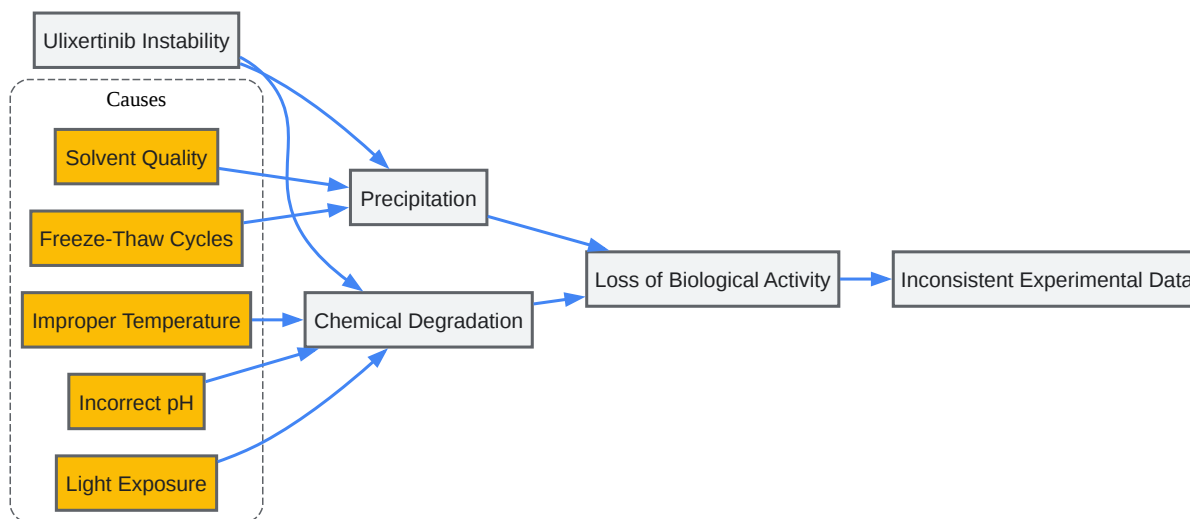 Ulixertinib Instability
Causes
Solvent Quality
Freeze-Thaw Cycles
Improper Temperature
Incorrect pH
Light Exposure
Precipitation
Chemical Degradation
Loss of Biological Activity
Inconsistent Experimental Data